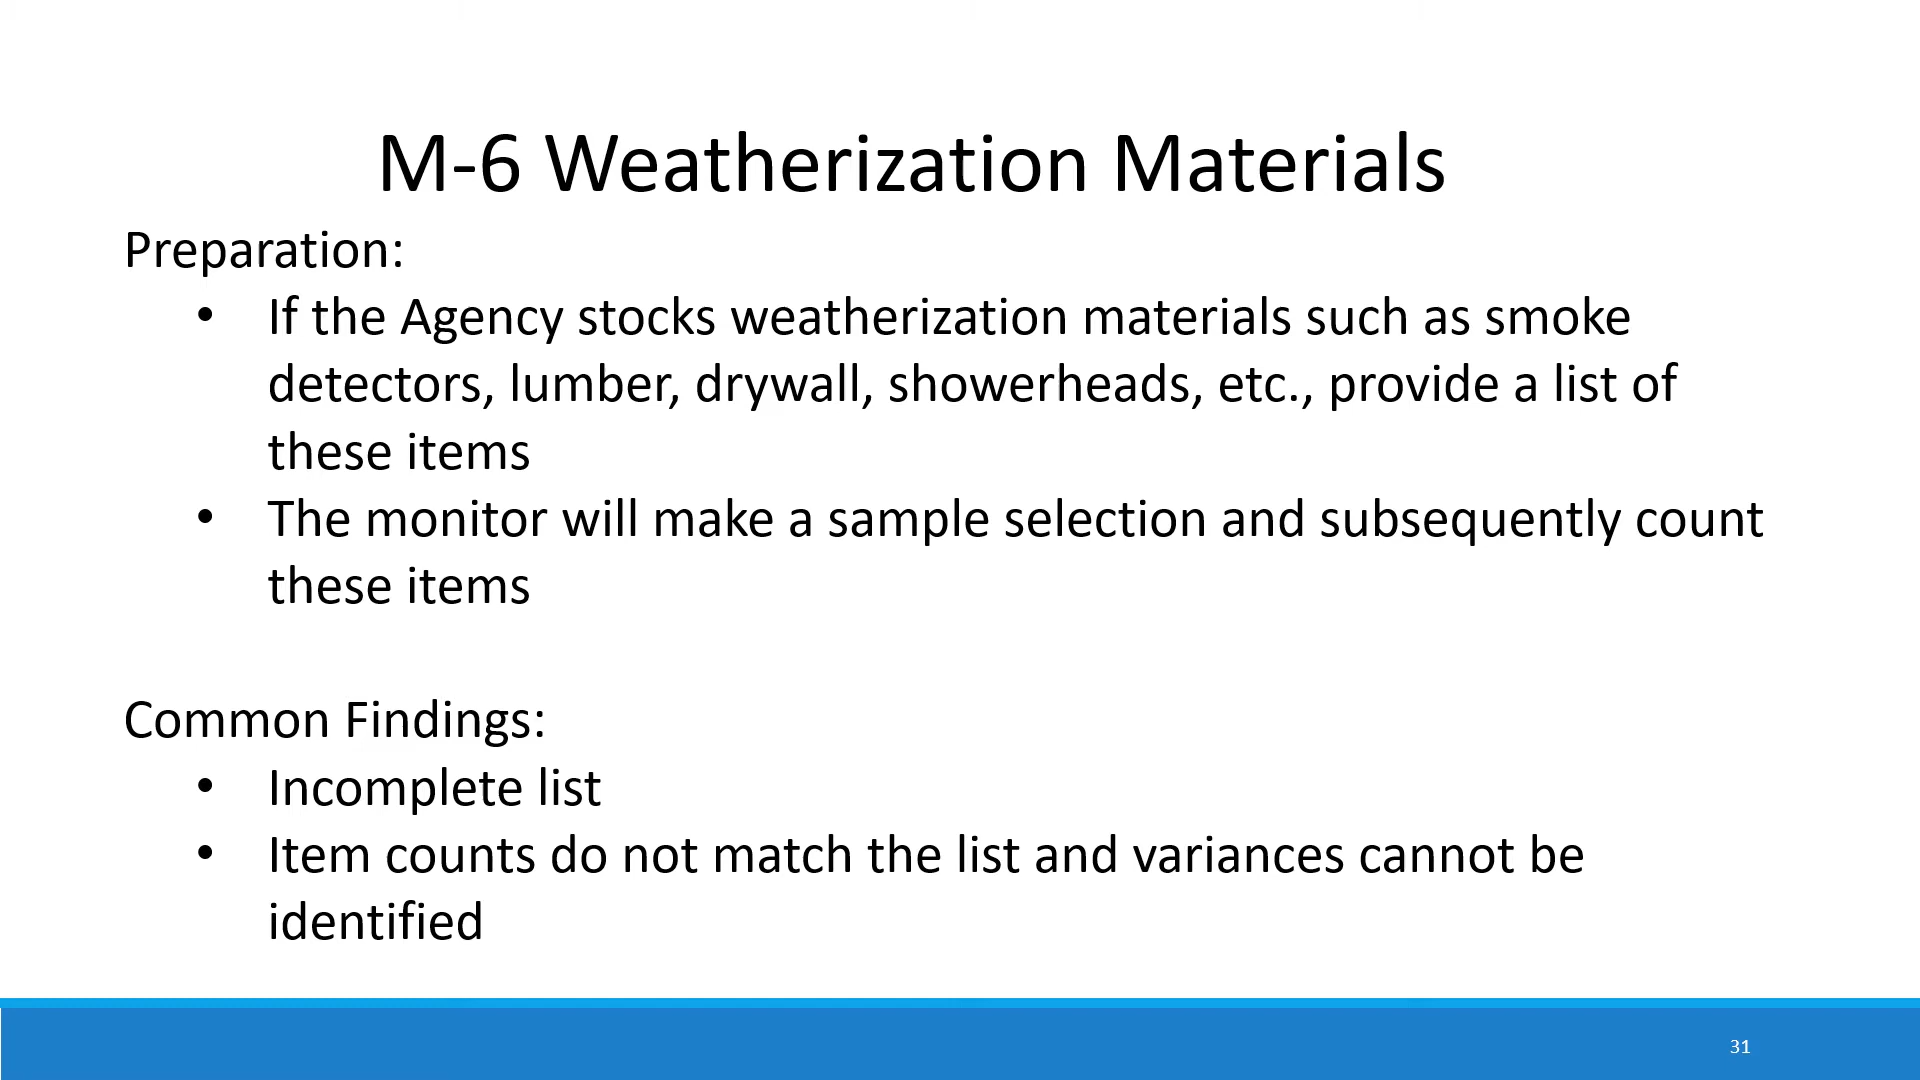 M-6 Weatherization Materials
Preparation:
• If the Agency stocks weatherization materials such as smoke
detectors, lumber, drywall, showerheads, etc., provide a list of
these items
• The monitor will make a sample selection and subsequently count
these items
Common Findings:
• Incomplete list
• Item counts do not match the list and variances cannot be
identified
31